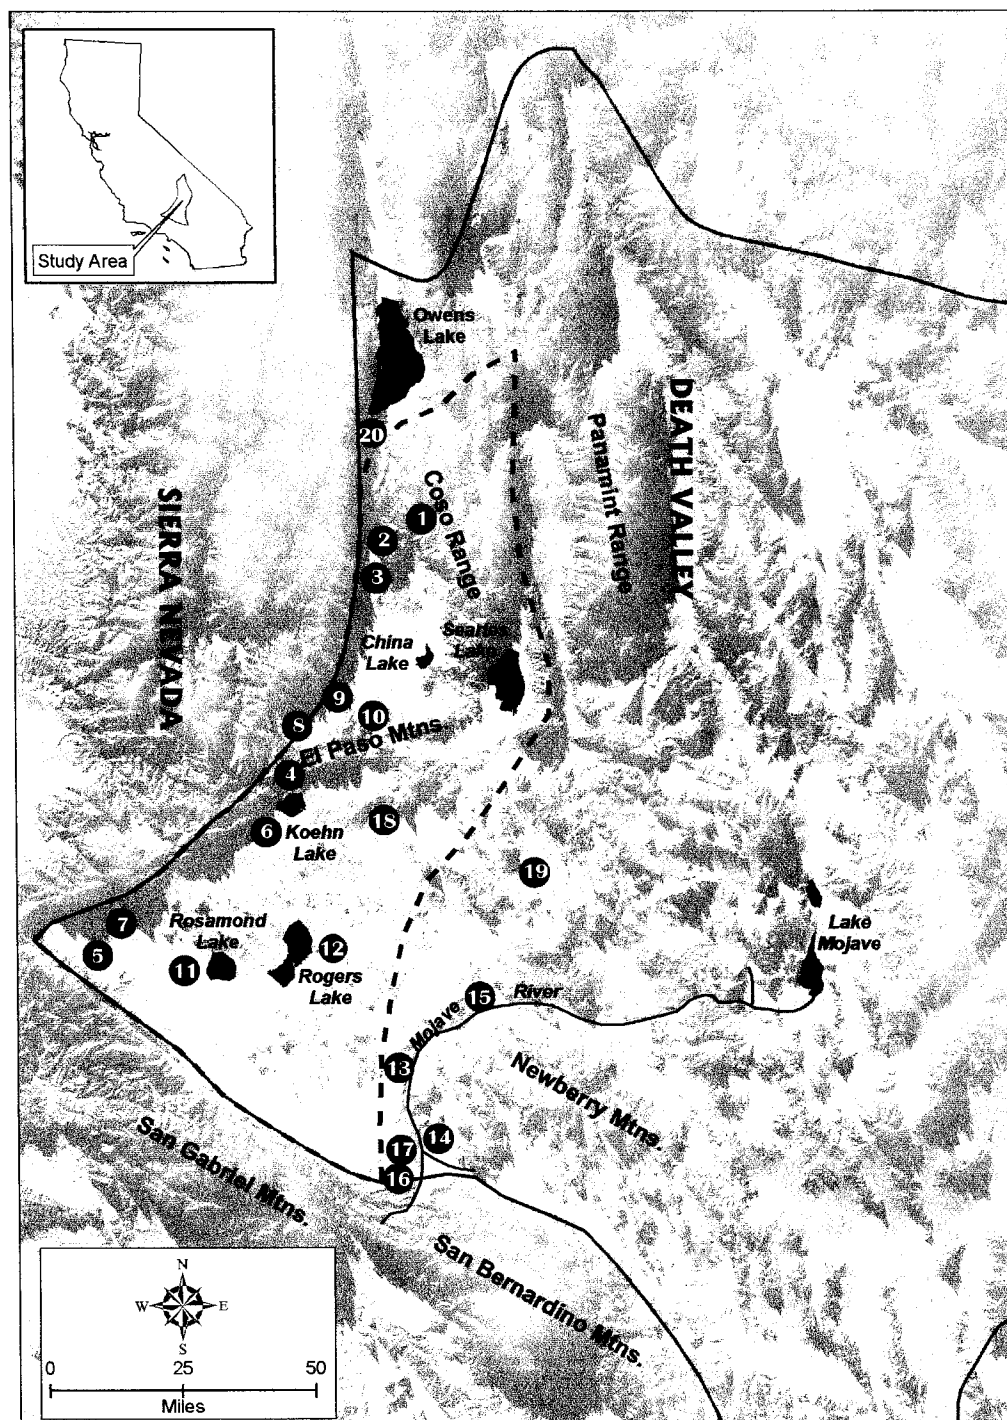 Study Area
Owens
Lake
20
DEATH VALLEY
Panamint Range
Coso Range
1
2
3
SIERRA NEVADA
China
Lake
Searles
Lake
9
10
8
El Paso Mtns.
4
6
Koehn
Lake
18
19
7
Rosamond
Lake
5
11
12
Rogers
Lake
Lake
Mojave
15
Mojave River
13
Newberry Mtns.
14
17
16
San Gabriel Mtns.
San Bernardino Mtns.
N
W E
S
0 25 50
Miles